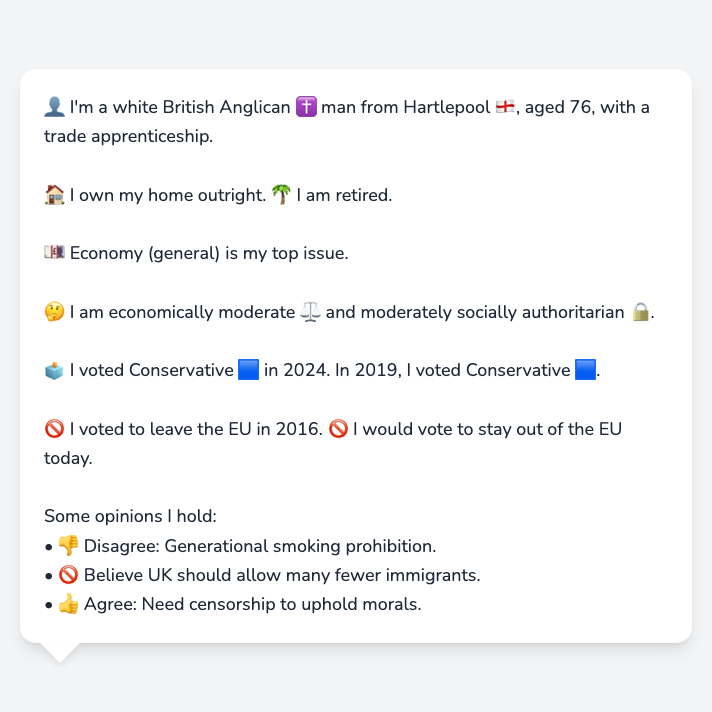 👤 I'm a white British Anglican ✝️ man from Hartlepool 🏴󠁧󠁢󠁥󠁮󠁧󠁿, aged 76, with a
trade apprenticeship.
🏠 I own my home outright. 🌴 I am retired.
💷 Economy (general) is my top issue.
🤔 I am economically moderate ⚖️ and moderately socially authoritarian 🔒.
🗳️ I voted Conservative 🟦 in 2024. In 2019, I voted Conservative 🟦.
🚫 I voted to leave the EU in 2016. 🚫 I would vote to stay out of the EU
today.
Some opinions I hold:
• 👎 Disagree: Generational smoking prohibition.
• 🚫 Believe UK should allow many fewer immigrants.
• 👍 Agree: Need censorship to uphold morals.